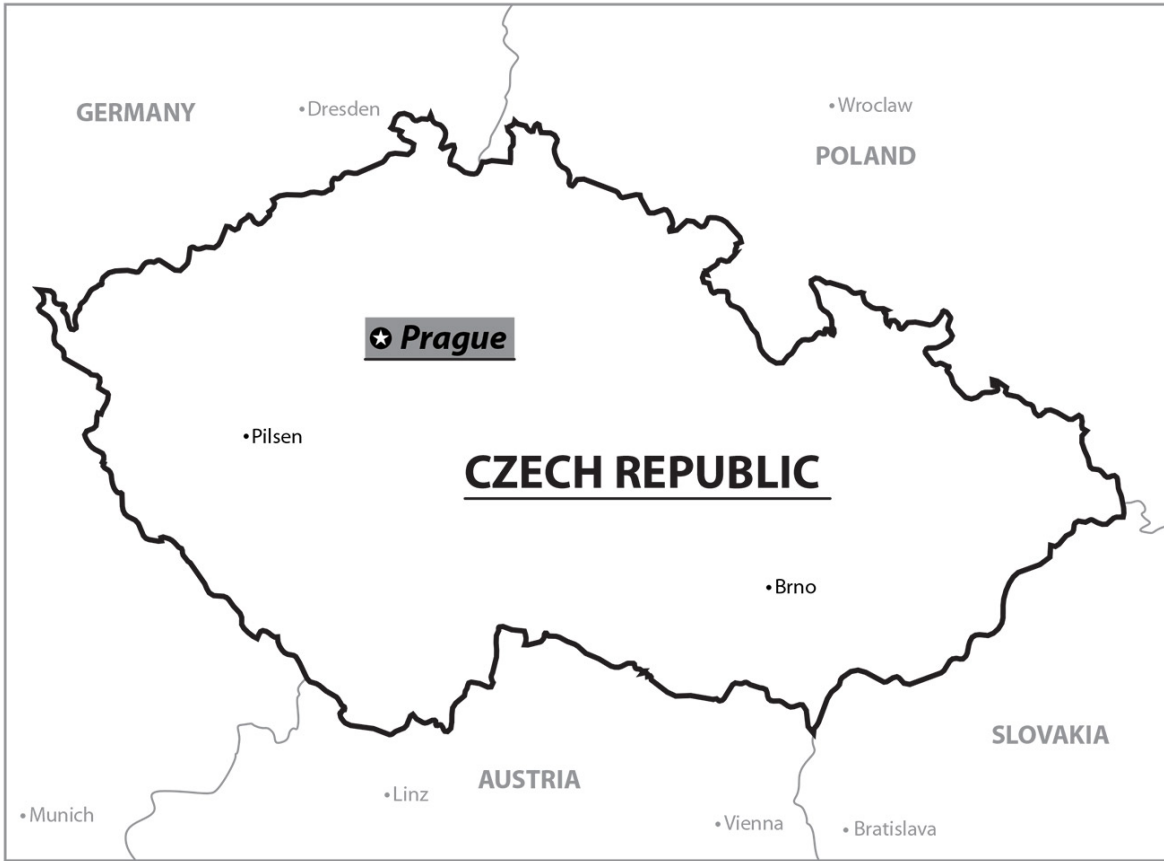 GERMANY
Dresden
Wroclaw
POLAND
Prague
Pilsen
CZECH REPUBLIC
Brno
SLOVAKIA
AUSTRIA
Linz
Munich
Vienna
Bratislava